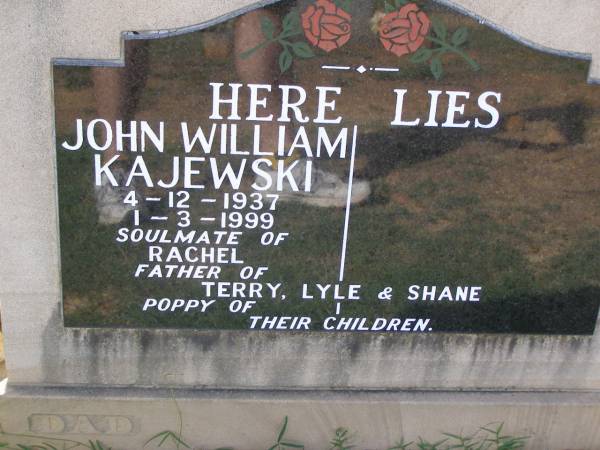 HERE LIES
JOHN WILLIAM
KAJEWSKI
4 - 12 - 1937
1 - 3 - 1999
SOULMATE OF
RACHEL
FATHER OF
TERRY, LYLE & SHANE
POPPY OF
THEIR CHILDREN.
DAD